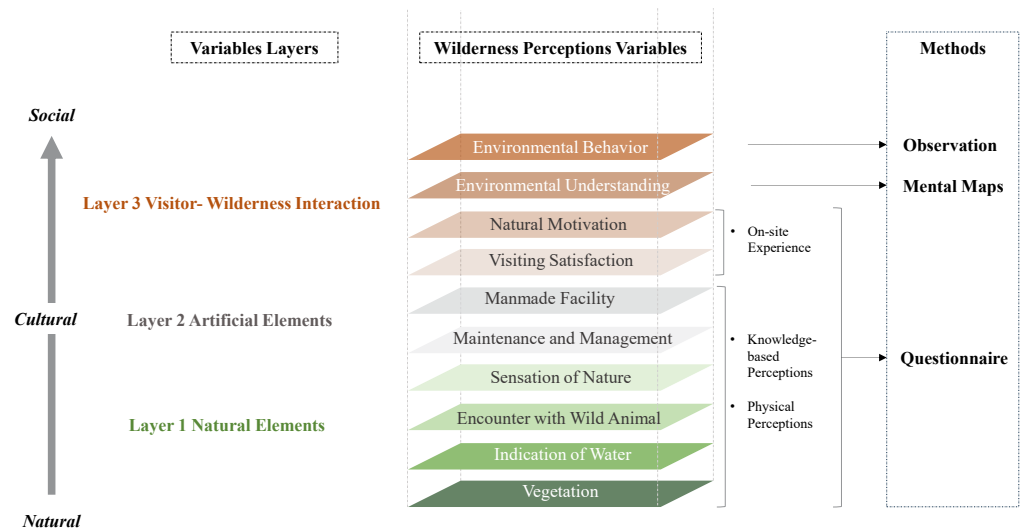 Variables Layers
Wilderness Perceptions Variables
Methods
Social
Environmental Behavior
Observation
Environmental Understanding
Mental Maps
Layer 3 Visitor- Wilderness Interaction
Natural Motivation
• On-site
Experience
Visiting Satisfaction
Manmade Facility
Cultural
Layer 2 Artificial Elements
Maintenance and Management
• Knowledge-
based
Perceptions
Questionnaire
Sensation of Nature
• Physical
Perceptions
Encounter with Wild Animal
Layer 1 Natural Elements
Indication of Water
Vegetation
Natural